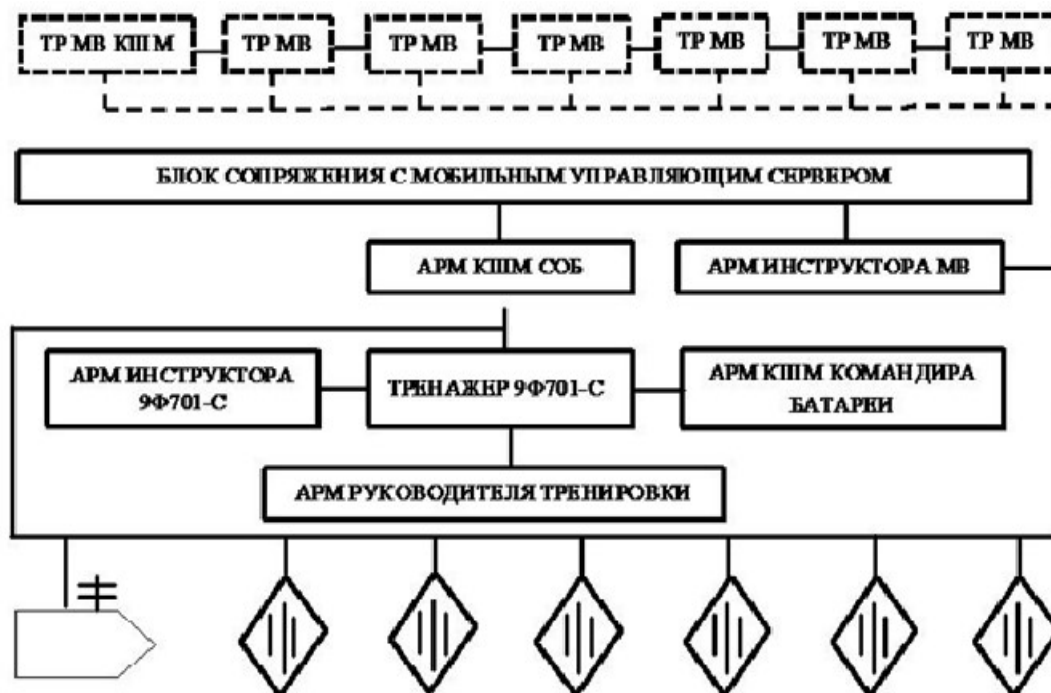 ТР МВ КШМ
ТР МВ
ТР МВ
ТР МВ
ТР МВ
ТР МВ
ТР МВ
БЛОК СОПРЯЖЕНИЯ С МОБИЛЬНЫМ УПРАВЛЯЮЩИМ СЕРВЕРОМ
АРМ КШМ СОБ
АРМ ИНСТРУКТОРА МВ
АРМ ИНСТРУКТОРА
9Ф701-С
ТРЕНАЖЕР 9Ф701-С
АРМ КШМ КОМАНДИРА
БАТАРЕИ
АРМ РУКОВОДИТЕЛЯ ТРЕНИРОВКИ